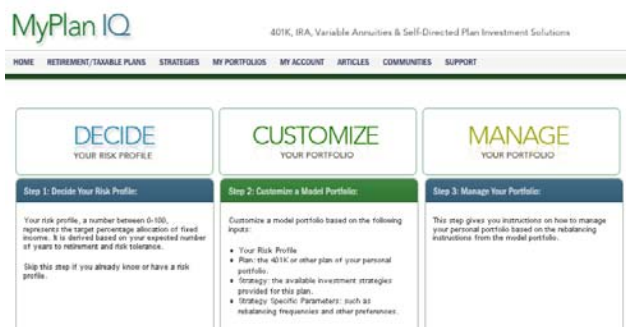 MyPlan IQ
401K, IRA, Variable Annuities & Self-Directed Plan Investment Solutions
HOME RETIREMENT/TAXABLE PLANS STRATEGIES MY PORTFOLIOS MY ACCOUNT ARTICLES COMMUNITIES SUPPORT
DECIDE
YOUR RISK PROFILE
CUSTOMIZE
YOUR PORTFOLIO
MANAGE
YOUR PORTFOLIO
Step 1: Decide Your Risk Profile:
Your risk profile, a number between 0-100,
represents the target percentage allocation of fixed
income. It is derived based on your expected number
of years to retirement and risk tolerance.
Skip this step if you already know or have a risk
profile.
Step 2: Customize a Model Portfolio:
Customize a model portfolio based on the following
inputs:
• Your Risk Profile
• Plan: the 401K or other plan of your personal
portfolio.
• Strategy: the available investment strategies
provided for this plan.
• Strategy Specific Parameters: such as
rebalancing frequencies and other preferences.
Step 3: Manage Your Portfolio:
This step gives you instructions on how to manage
your personal portfolio based on the rebalancing
instructions from the model portfolio.